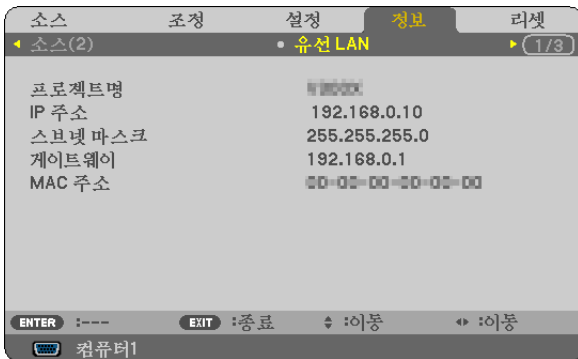 소스 조정 설정 정보 리셋
소스(2) 유선 LAN 1/3
프로젝트명
IP 주소 192.168.0.10
스브넷 마스크 255.255.255.0
게이트웨이 192.168.0.1
MAC 주소
ENTER :--- EXIT :종료 :이동 :이동
컴퓨터1